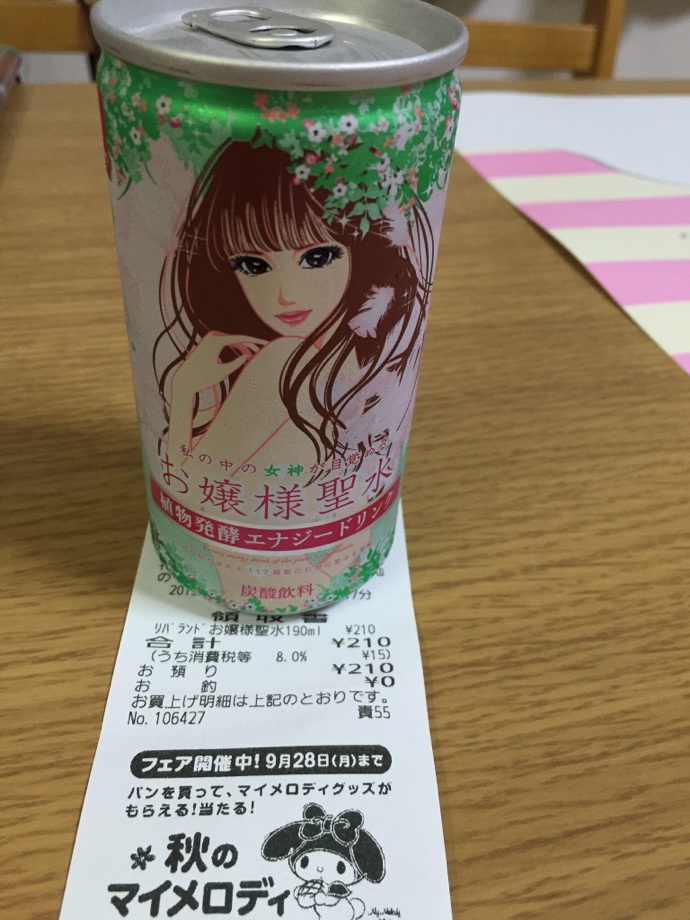 私の中の女神が目覚める
お嬢様聖水
植物発酵エナジードリンク
炭酸飲料
領収書
ﾘﾊﾞﾗﾝﾄﾞお嬢様聖水190ml ¥210
合計 ¥210
(うち消費税等 8.0% ¥15)
お預り ¥210
お釣 ¥0
お買上げ明細は上記のとおりです。
No. 106427 責55
フェア開催中!9月28日(月)まで
パンを買って、マイメロディグッズが
もらえる!当たる!
秋の
マイメロディ
My Melody